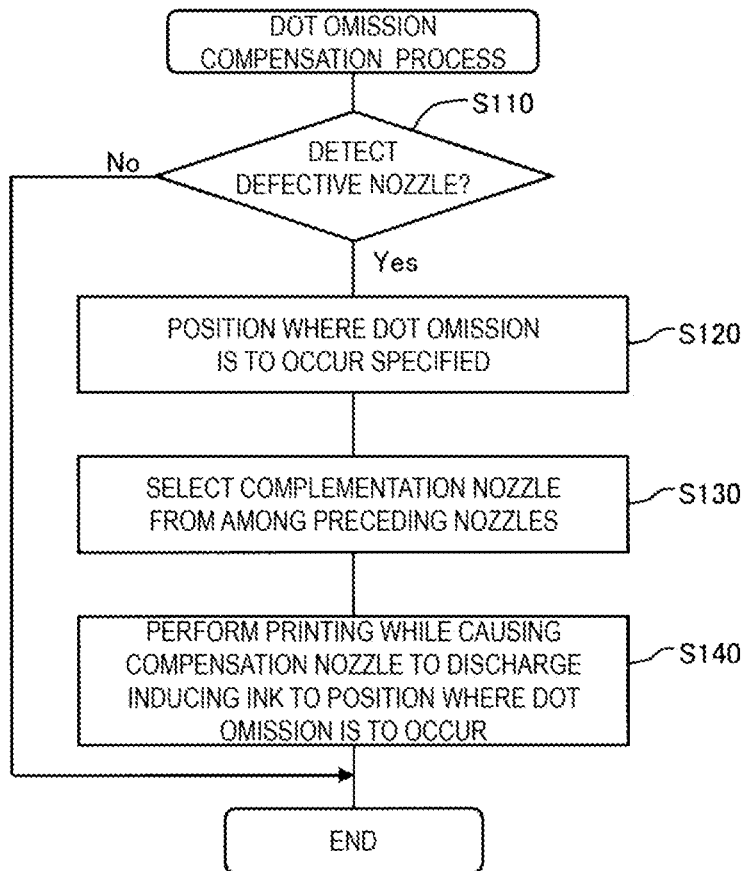 DOT OMISSION
COMPENSATION PROCESS
S110
DETECT
DEFECTIVE NOZZLE?
No
Yes
POSITION WHERE DOT OMISSION
IS TO OCCUR SPECIFIED
S120
SELECT COMPLEMENTATION NOZZLE
FROM AMONG PRECEDING NOZZLES
S130
PERFORM PRINTING WHILE CAUSING
COMPENSATION NOZZLE TO DISCHARGE
INDUCING INK TO POSITION WHERE DOT
OMISSION IS TO OCCUR
S140
END